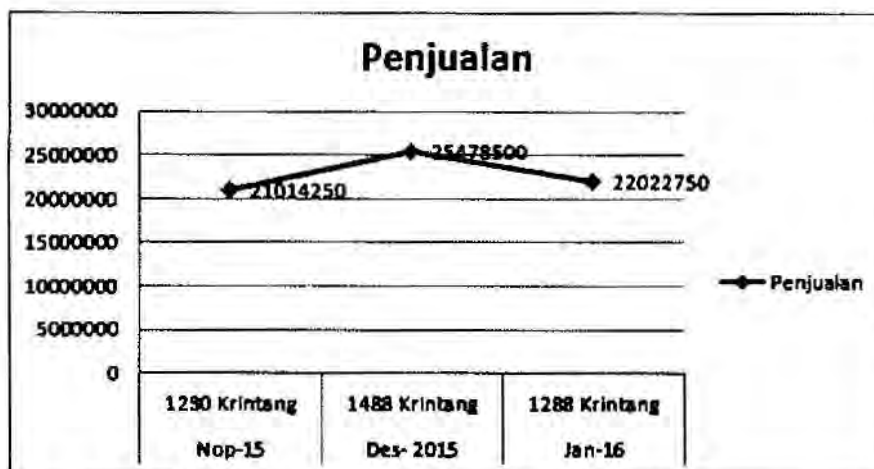 Penjualan
30000000
25000000
20000000
15000000
10000000
5000000
0
21014250
25478500
22022750
Penjualan
1230 Krintang
1488 Krintang
1288 Krintang
Nop-15
Des- 2015
Jan-16